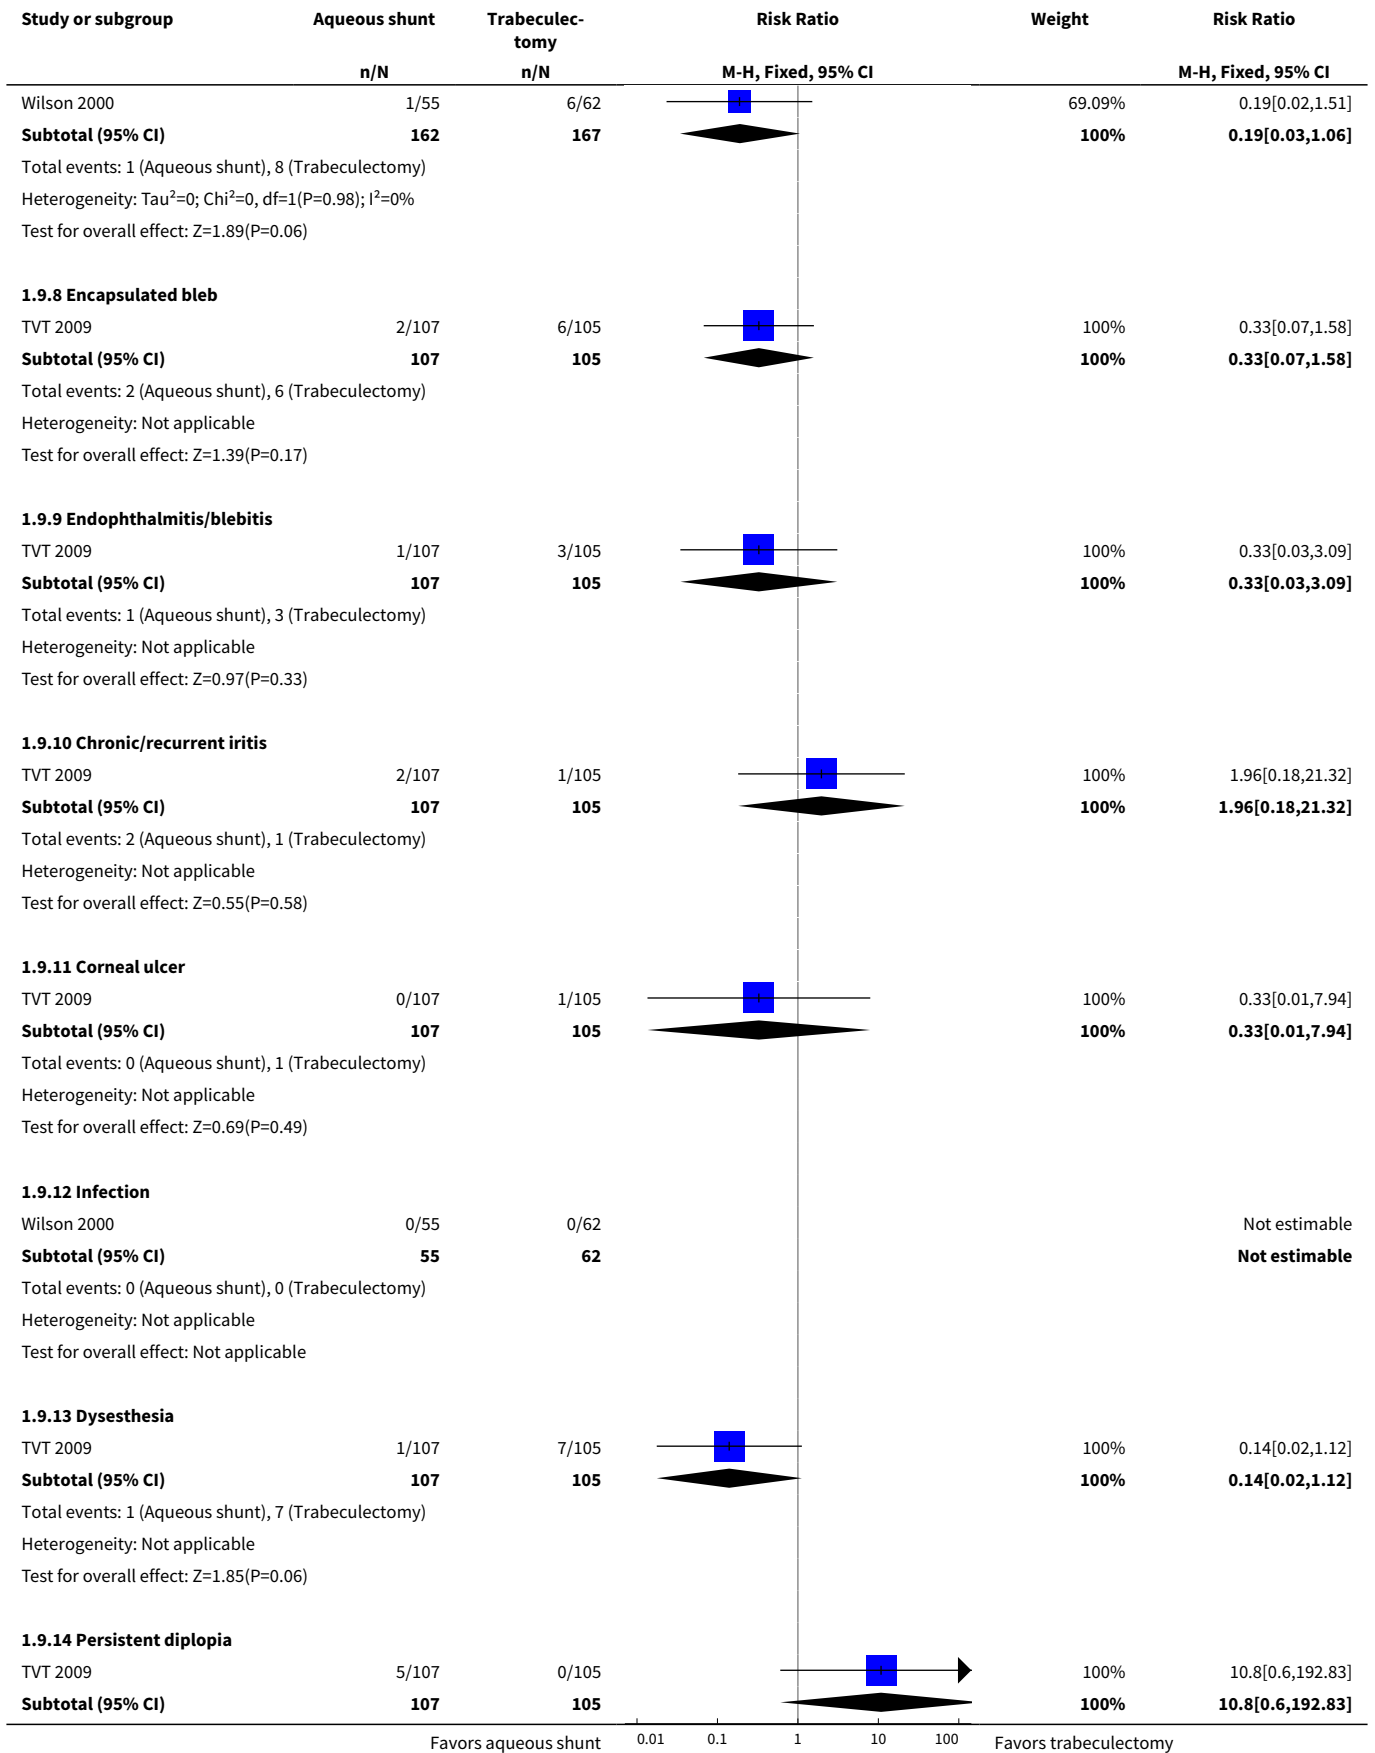 Study or subgroup Aqueous shunt Trabeculec- Risk Ratio Weight Risk Ratio
tomy
n/N n/N M-H, Fixed, 95% CI M-H, Fixed, 95% CI
Wilson 2000 1/55 6/62 69.09% 0.19[0.02,1.51]
Subtotal (95% CI) 162 167 100% 0.19[0.03,1.06]
Total events: 1 (Aqueous shunt), 8 (Trabeculectomy)
Heterogeneity: Tau²=0; Chi²=0, df=1(P=0.98); I²=0%
Test for overall effect: Z=1.89(P=0.06)
1.9.8 Encapsulated bleb
TVT 2009 2/107 6/105 100% 0.33[0.07,1.58]
Subtotal (95% CI) 107 105 100% 0.33[0.07,1.58]
Total events: 2 (Aqueous shunt), 6 (Trabeculectomy)
Heterogeneity: Not applicable
Test for overall effect: Z=1.39(P=0.17)
1.9.9 Endophthalmitis/blebitis
TVT 2009 1/107 3/105 100% 0.33[0.03,3.09]
Subtotal (95% CI) 107 105 100% 0.33[0.03,3.09]
Total events: 1 (Aqueous shunt), 3 (Trabeculectomy)
Heterogeneity: Not applicable
Test for overall effect: Z=0.97(P=0.33)
1.9.10 Chronic/recurrent iritis
TVT 2009 2/107 1/105 100% 1.96[0.18,21.32]
Subtotal (95% CI) 107 105 100% 1.96[0.18,21.32]
Total events: 2 (Aqueous shunt), 1 (Trabeculectomy)
Heterogeneity: Not applicable
Test for overall effect: Z=0.55(P=0.58)
1.9.11 Corneal ulcer
TVT 2009 0/107 1/105 100% 0.33[0.01,7.94]
Subtotal (95% CI) 107 105 100% 0.33[0.01,7.94]
Total events: 0 (Aqueous shunt), 1 (Trabeculectomy)
Heterogeneity: Not applicable
Test for overall effect: Z=0.69(P=0.49)
1.9.12 Infection
Wilson 2000 0/55 0/62 Not estimable
Subtotal (95% CI) 55 62 Not estimable
Total events: 0 (Aqueous shunt), 0 (Trabeculectomy)
Heterogeneity: Not applicable
Test for overall effect: Not applicable
1.9.13 Dysesthesia
TVT 2009 1/107 7/105 100% 0.14[0.02,1.12]
Subtotal (95% CI) 107 105 100% 0.14[0.02,1.12]
Total events: 1 (Aqueous shunt), 7 (Trabeculectomy)
Heterogeneity: Not applicable
Test for overall effect: Z=1.85(P=0.06)
1.9.14 Persistent diplopia
TVT 2009 5/107 0/105 100% 10.8[0.6,192.83]
Subtotal (95% CI) 107 105 100% 10.8[0.6,192.83]
Favors aqueous shunt 0.01 0.1 1 10 100 Favors trabeculectomy